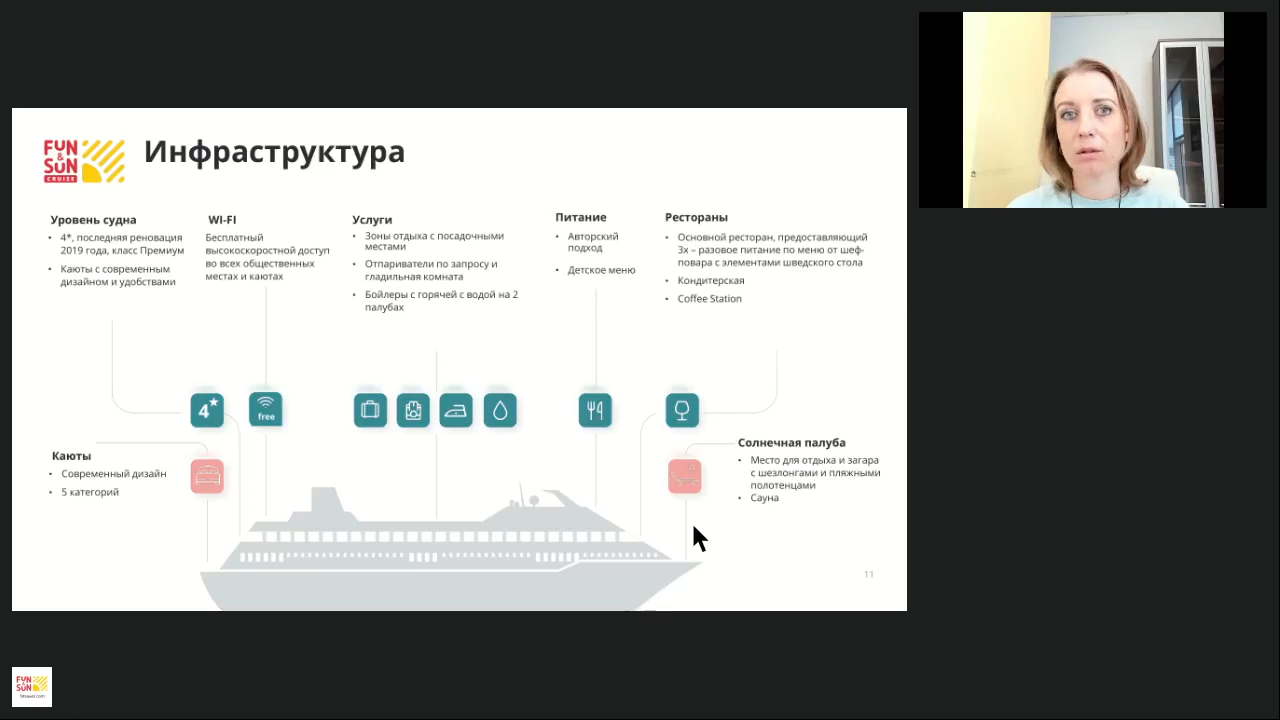 FUN
&
SUN
CRUISE
Инфраструктура
Уровень судна
• 4*, последняя реновация
2019 года, класс Премиум
• Каюты с современным
дизайном и удобствами
WI-FI
Бесплатный
высокоскоростной доступ
во всех общественных
местах и каютах
Услуги
• Зоны отдыха с посадочными
местами
• Отпариватели по запросу и
гладильная комната
• Бойлеры с горячей с водой на 2
палубах
Питание
• Авторский
подход
• Детское меню
Рестораны
• Основной ресторан, предоставляющий
3х – разовое питание по меню от шеф-
повара с элементами шведского стола
• Кондитерская
• Coffee Station
4
free
Каюты
• Современный дизайн
• 5 категорий
Солнечная палуба
• Место для отдыха и загара
с шезлонгами и пляжными
полотенцами
• Сауна
11
FUN
&
SUN